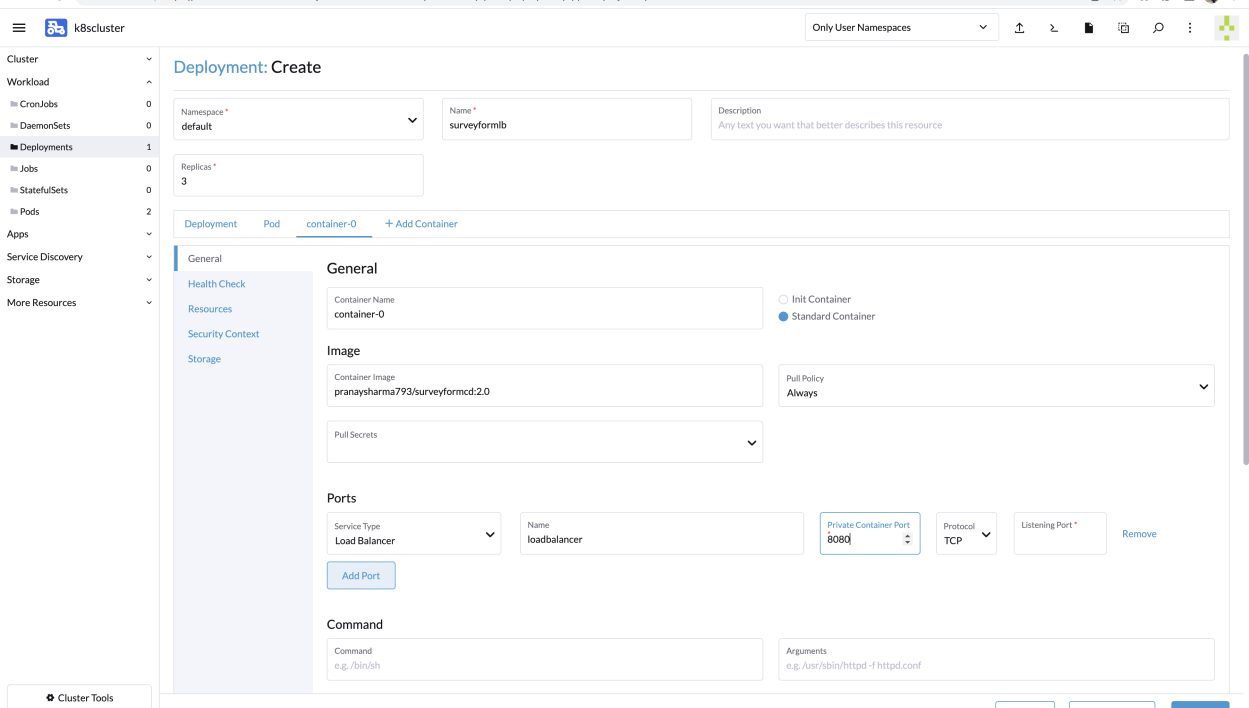 k8scluster
Only User Namespaces
Cluster
Workload
CronJobs 0
DaemonSets 0
Deployments 1
Jobs 0
StatefulSets 0
Pods 2
Apps
Service Discovery
Storage
More Resources
Cluster Tools
Deployment: Create
Namespace *
default
Name *
surveyformlb
Description
Any text you want that better describes this resource
Replicas *
3
Deployment Pod container-0 + Add Container
General
Health Check
Resources
Security Context
Storage
General
Container Name
container-0
Init Container
Standard Container
Image
Container Image
pranaysharma793/surveyformcd:2.0
Pull Policy
Always
Pull Secrets
Ports
Service Type
Load Balancer
Name
loadbalancer
Private Container Port
*
8080
Protocol
TCP
Listening Port *
Remove
Add Port
Command
Command
e.g. /bin/sh
Arguments
e.g. /usr/sbin/httpd -f httpd.conf